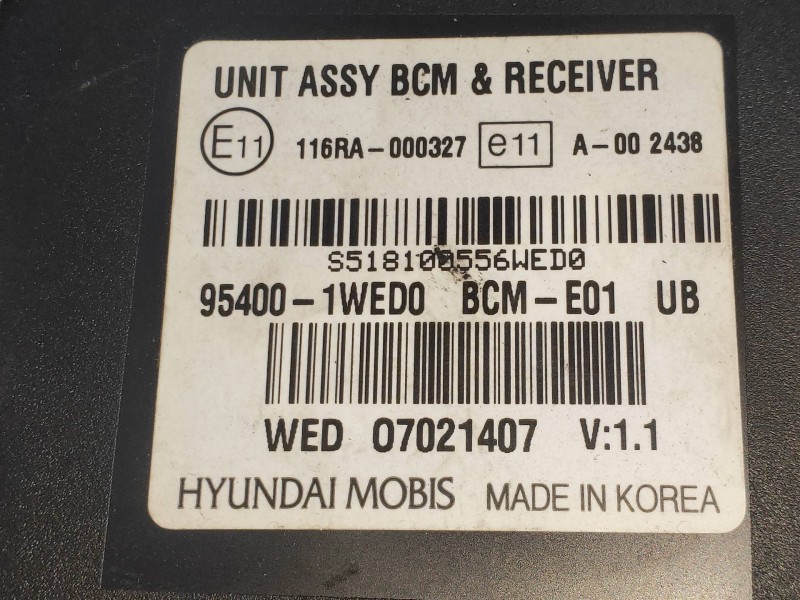 UNIT ASSY BCM & RECEIVER
E11 116RA-000327 e11 A-00 2438
S518100556WED0
95400-1WED0 BCM-E01 UB
WED 07021407 V:1.1
HYUNDAI MOBIS MADE IN KOREA